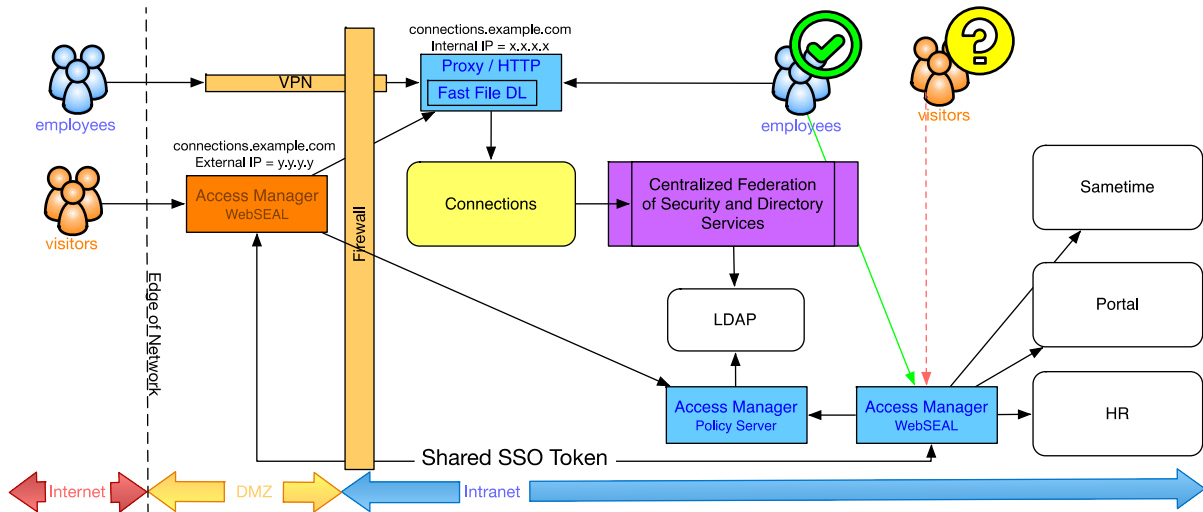 connections.example.com
Internal IP = x.x.x.x
Proxy / HTTP
Fast File DL
VPN
employees
employees
visitors
?
connections.example.com
External IP = y.y.y.y
Access Manager
WebSEAL
visitors
Firewall
Connections
Centralized Federation
of Security and Directory
Services
Sametime
Portal
LDAP
HR
Edge of Network
Access Manager
Policy Server
Access Manager
WebSEAL
Shared SSO Token
Internet
DMZ
Intranet